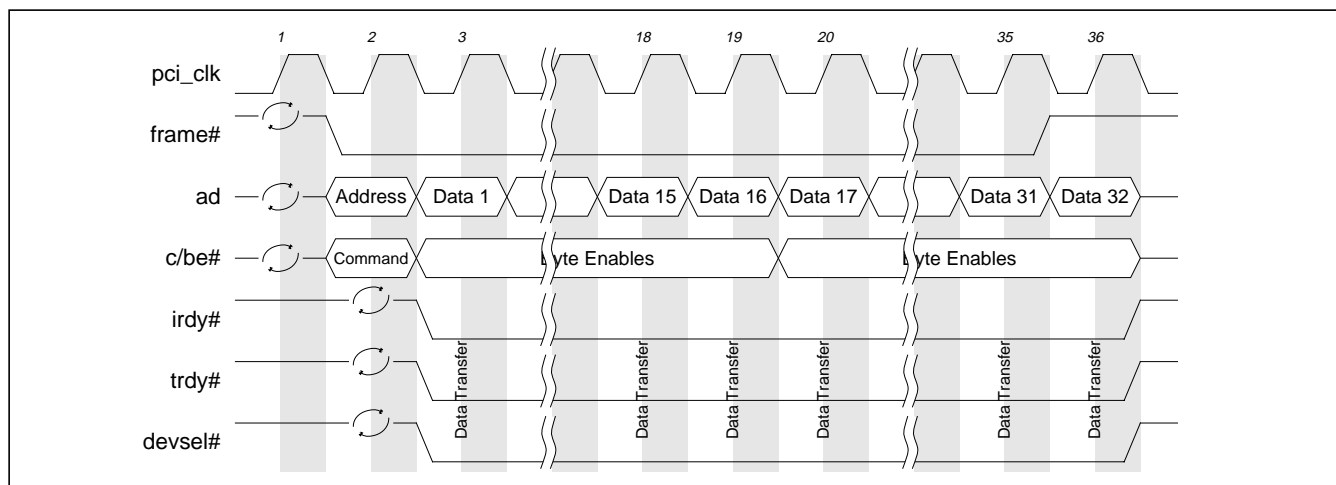 1 2 3 18 19 20 35 36
pci_clk
frame#
ad Address Data 1 Data 15 Data 16 Data 17 Data 31 Data 32
c/be# Command Byte Enables Byte Enables
irdy#
trdy#
devsel#
Data Transfer
Data Transfer
Data Transfer
Data Transfer
Data Transfer
Data Transfer